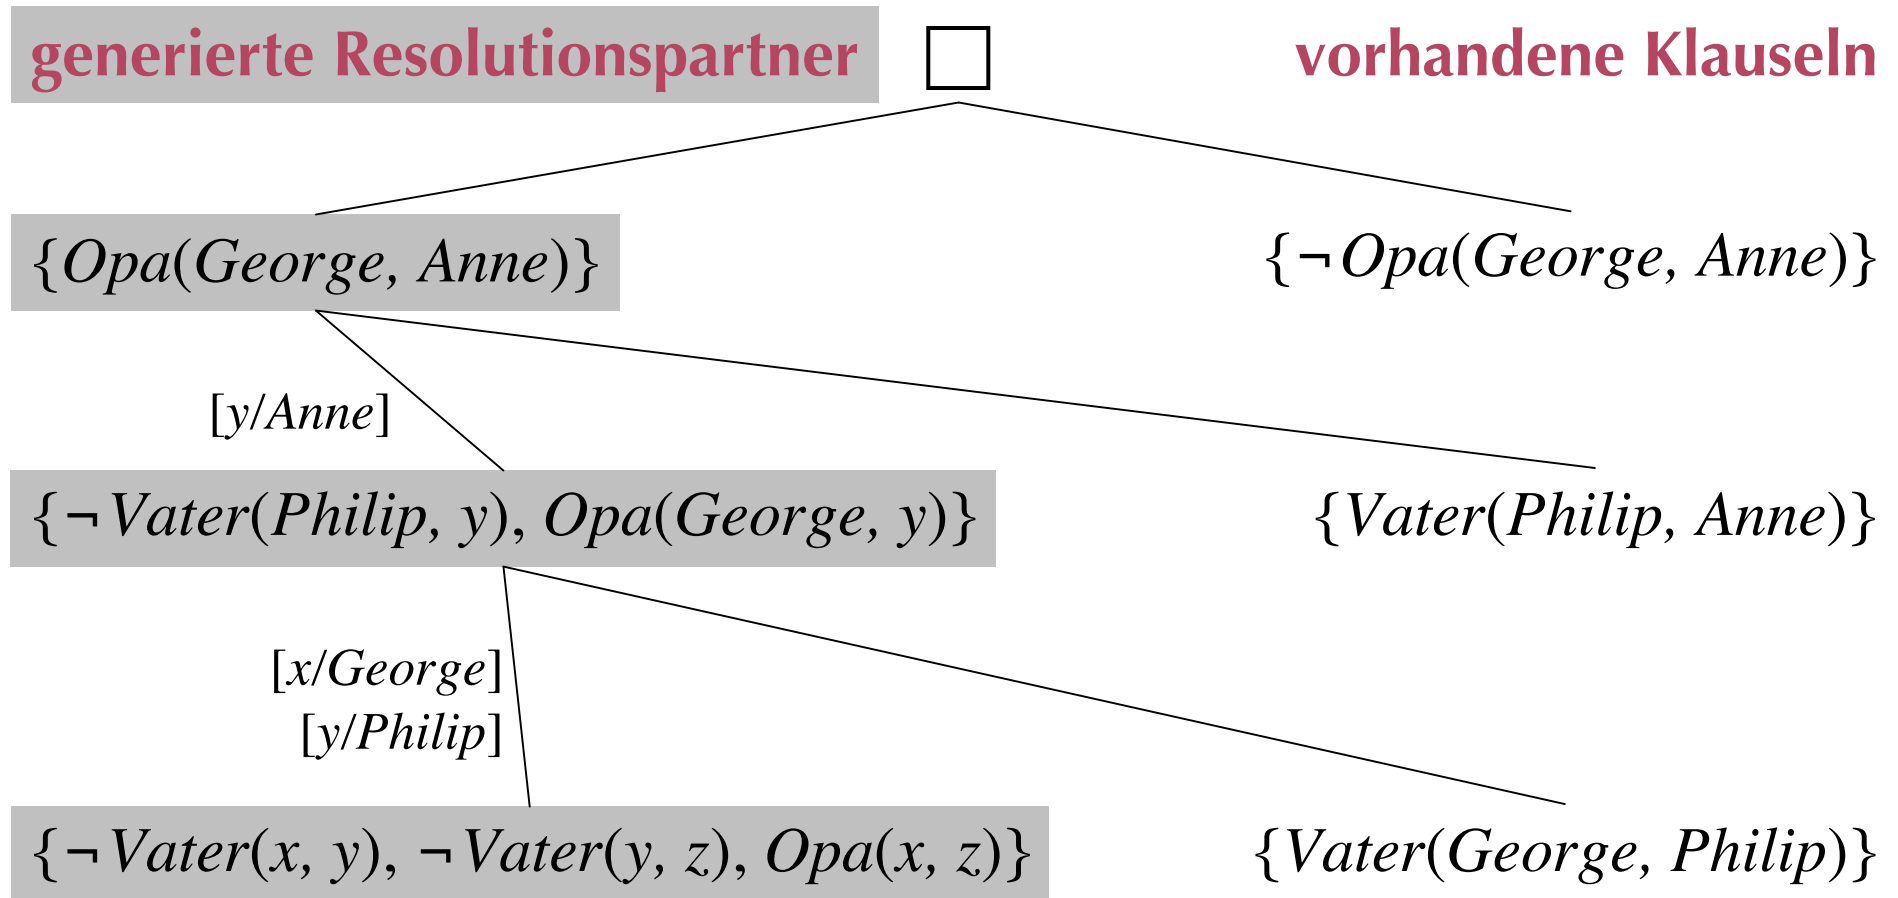 generierte Resolutionspartner □ vorhandene Klauseln
{Opa(George, Anne)} {¬Opa(George, Anne)}
[y/Anne]
{¬Vater(Philip, y), Opa(George, y)} {Vater(Philip, Anne)}
[x/George]
[y/Philip]
{¬Vater(x, y), ¬Vater(y, z), Opa(x, z)} {Vater(George, Philip)}